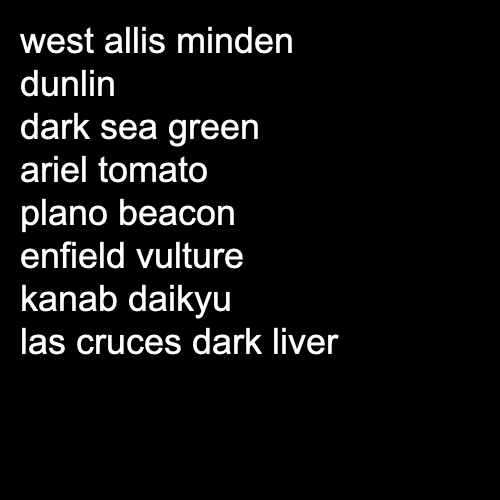 west allis minden
dunlin
dark sea green
ariel tomato
plano beacon
enfield vulture
kanab daikyu
las cruces dark liver